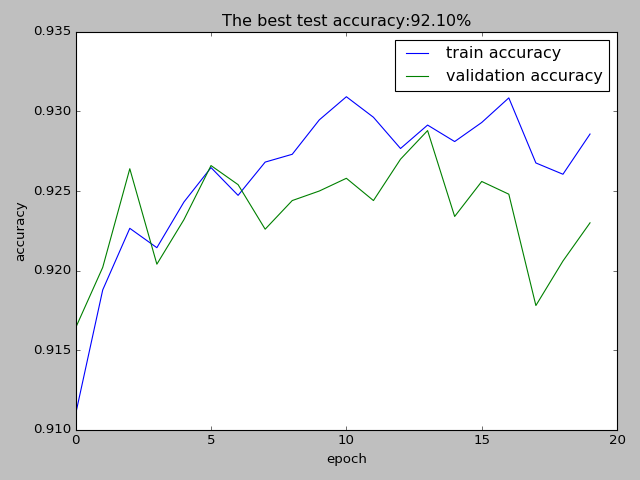 The best test accuracy:92.10%
0.935
train accuracy
validation accuracy
0.930
0.925
accuracy
0.920
0.915
0.910
0 5 10 15 20
epoch